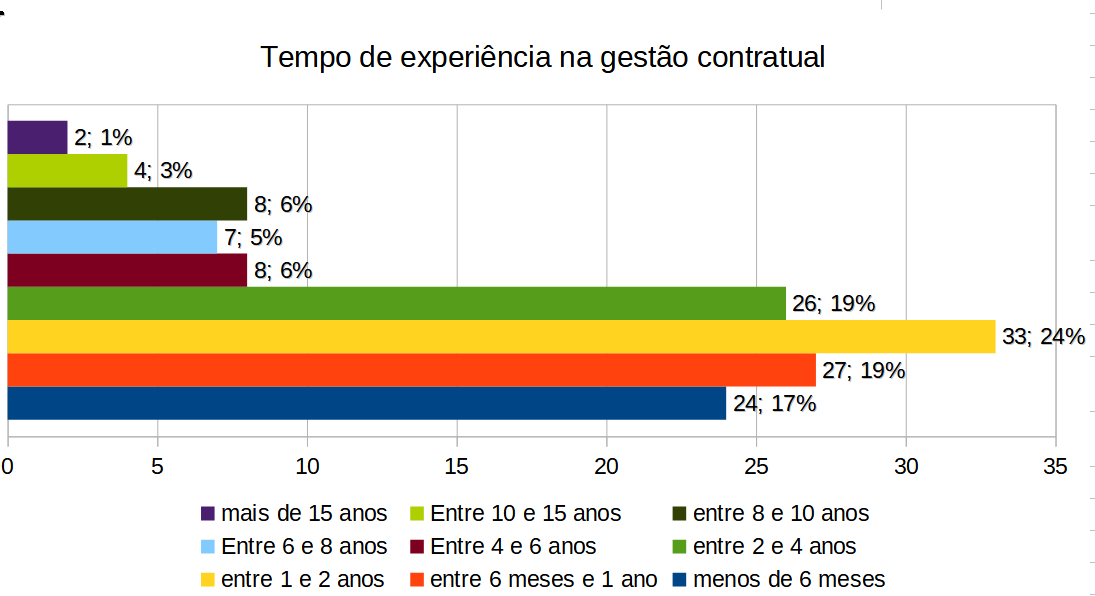 Tempo de experiência na gestão contratual
2; 1%
4; 3%
8; 6%
7; 5%
8; 6%
26; 19%
33; 24%
27; 19%
24; 17%
0 5 10 15 20 25 30 35
mais de 15 anos Entre 10 e 15 anos entre 8 e 10 anos
Entre 6 e 8 anos Entre 4 e 6 anos entre 2 e 4 anos
entre 1 e 2 anos entre 6 meses e 1 ano menos de 6 meses